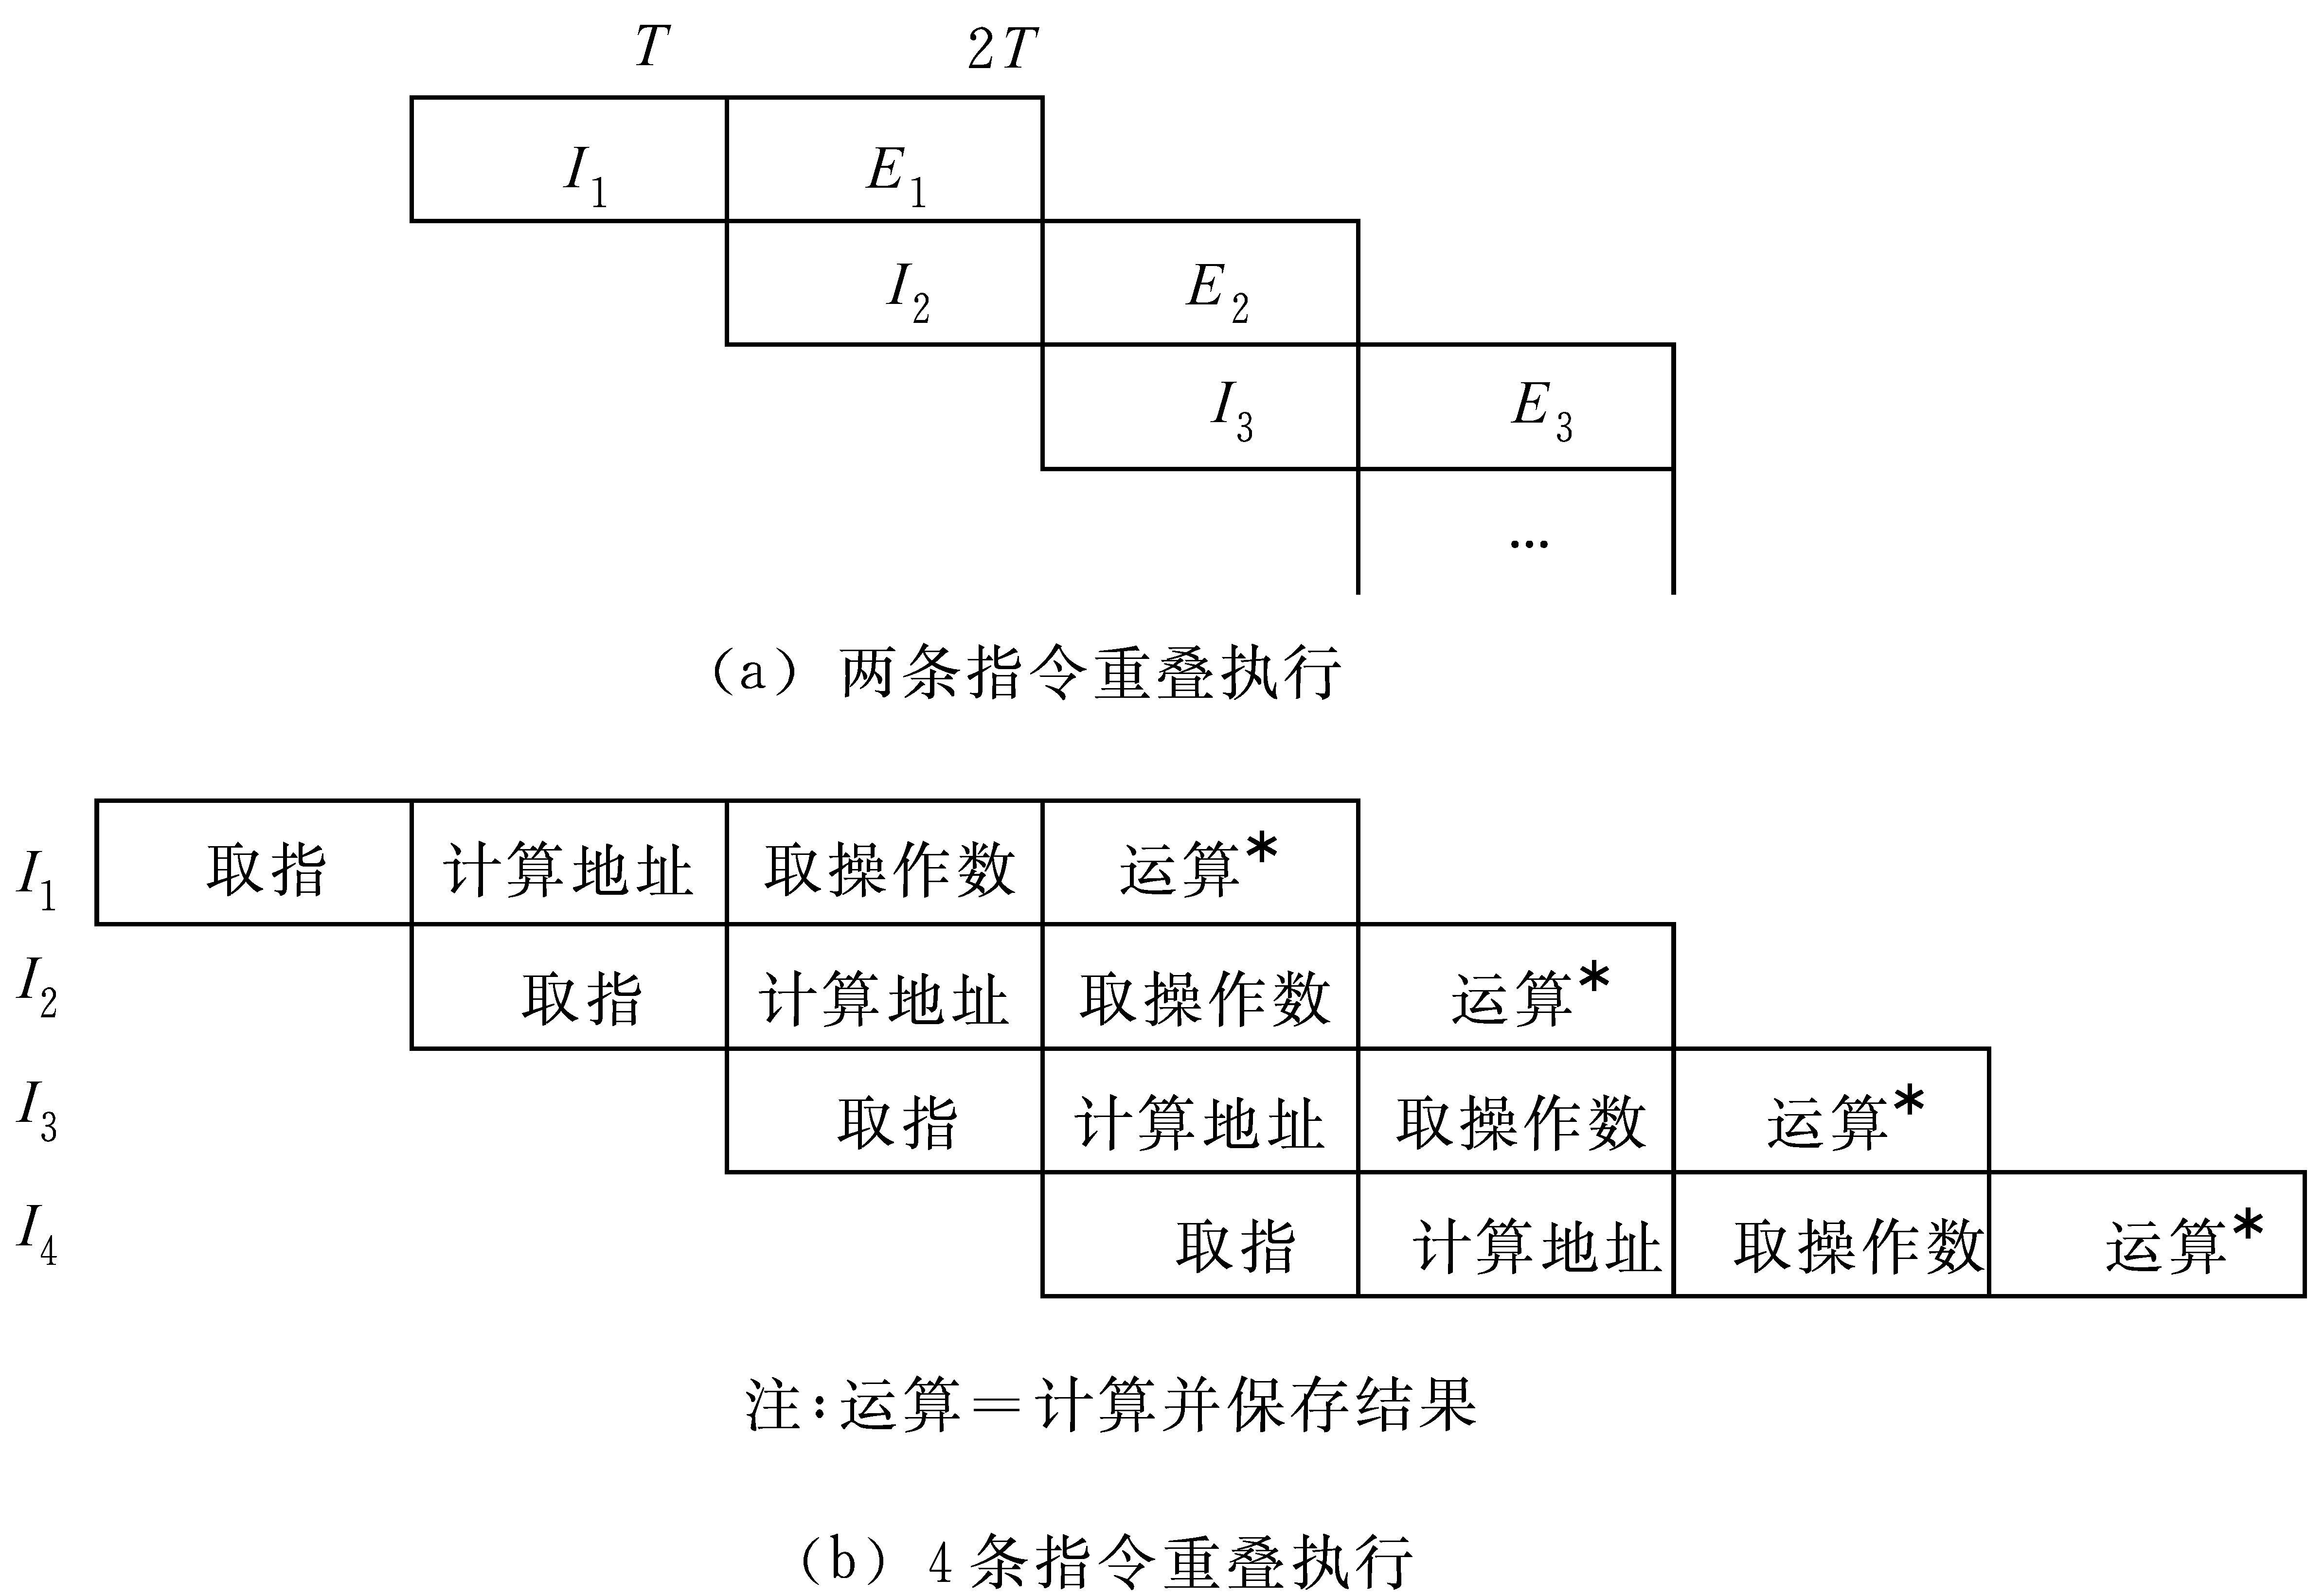 T 2T
I1 E1
I2 E2
I3 E3
…
(a) 两条指令重叠执行
I1 取指 计算地址 取操作数 运算*
I2 取指 计算地址 取操作数 运算*
I3 取指 计算地址 取操作数 运算*
I4 取指 计算地址 取操作数 运算*
注:运算=计算并保存结果
(b) 4条指令重叠执行